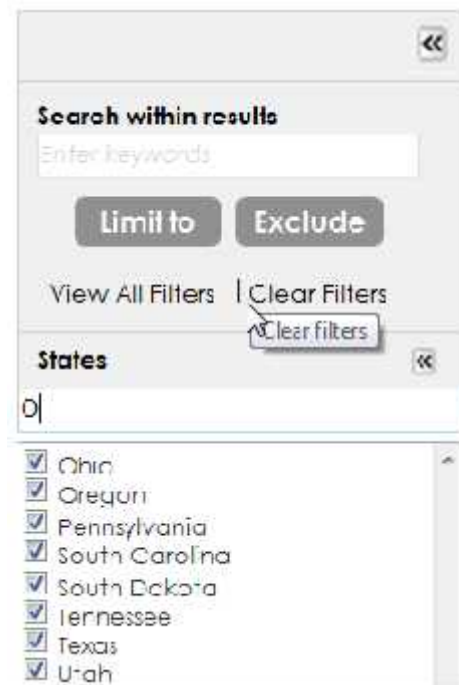 «
Search within results
Enter keywords
Limit to Exclude
View All Filters | Clear Filters
Clear filters
States «
O
Ohio
Oregon
Pennsylvania
South Carolina
South Dakota
Tennessee
Texas
Utah